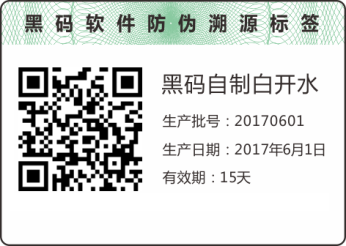 黑码软件防伪溯源标签
黑码自制白开水
生产批号：20170601
生产日期：2017年6月1日
有效期：15天